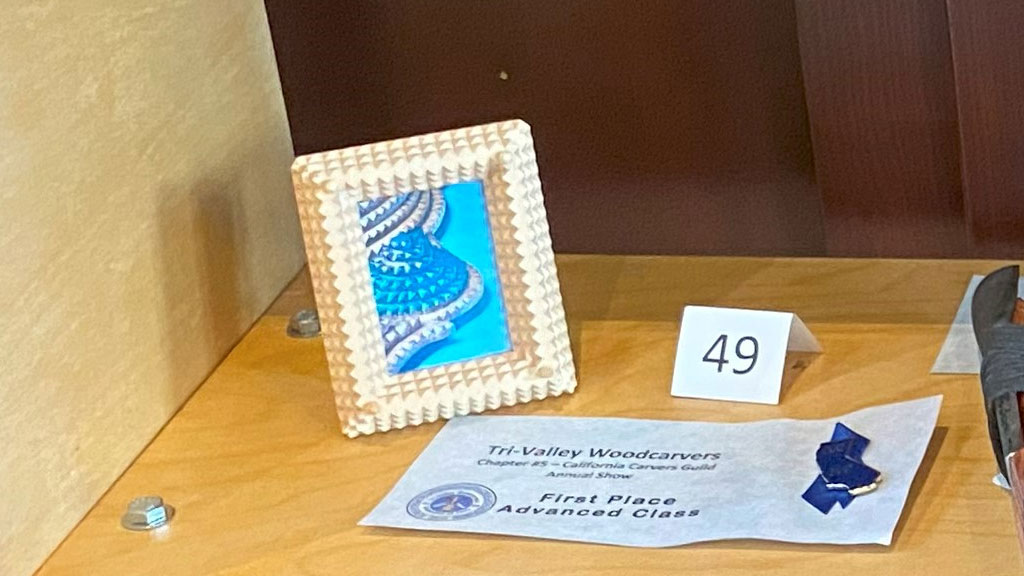 49
Tri-Valley Woodcarvers
Chapter #5 – California Carvers Guild
Annual Show
First Place
Advanced Class